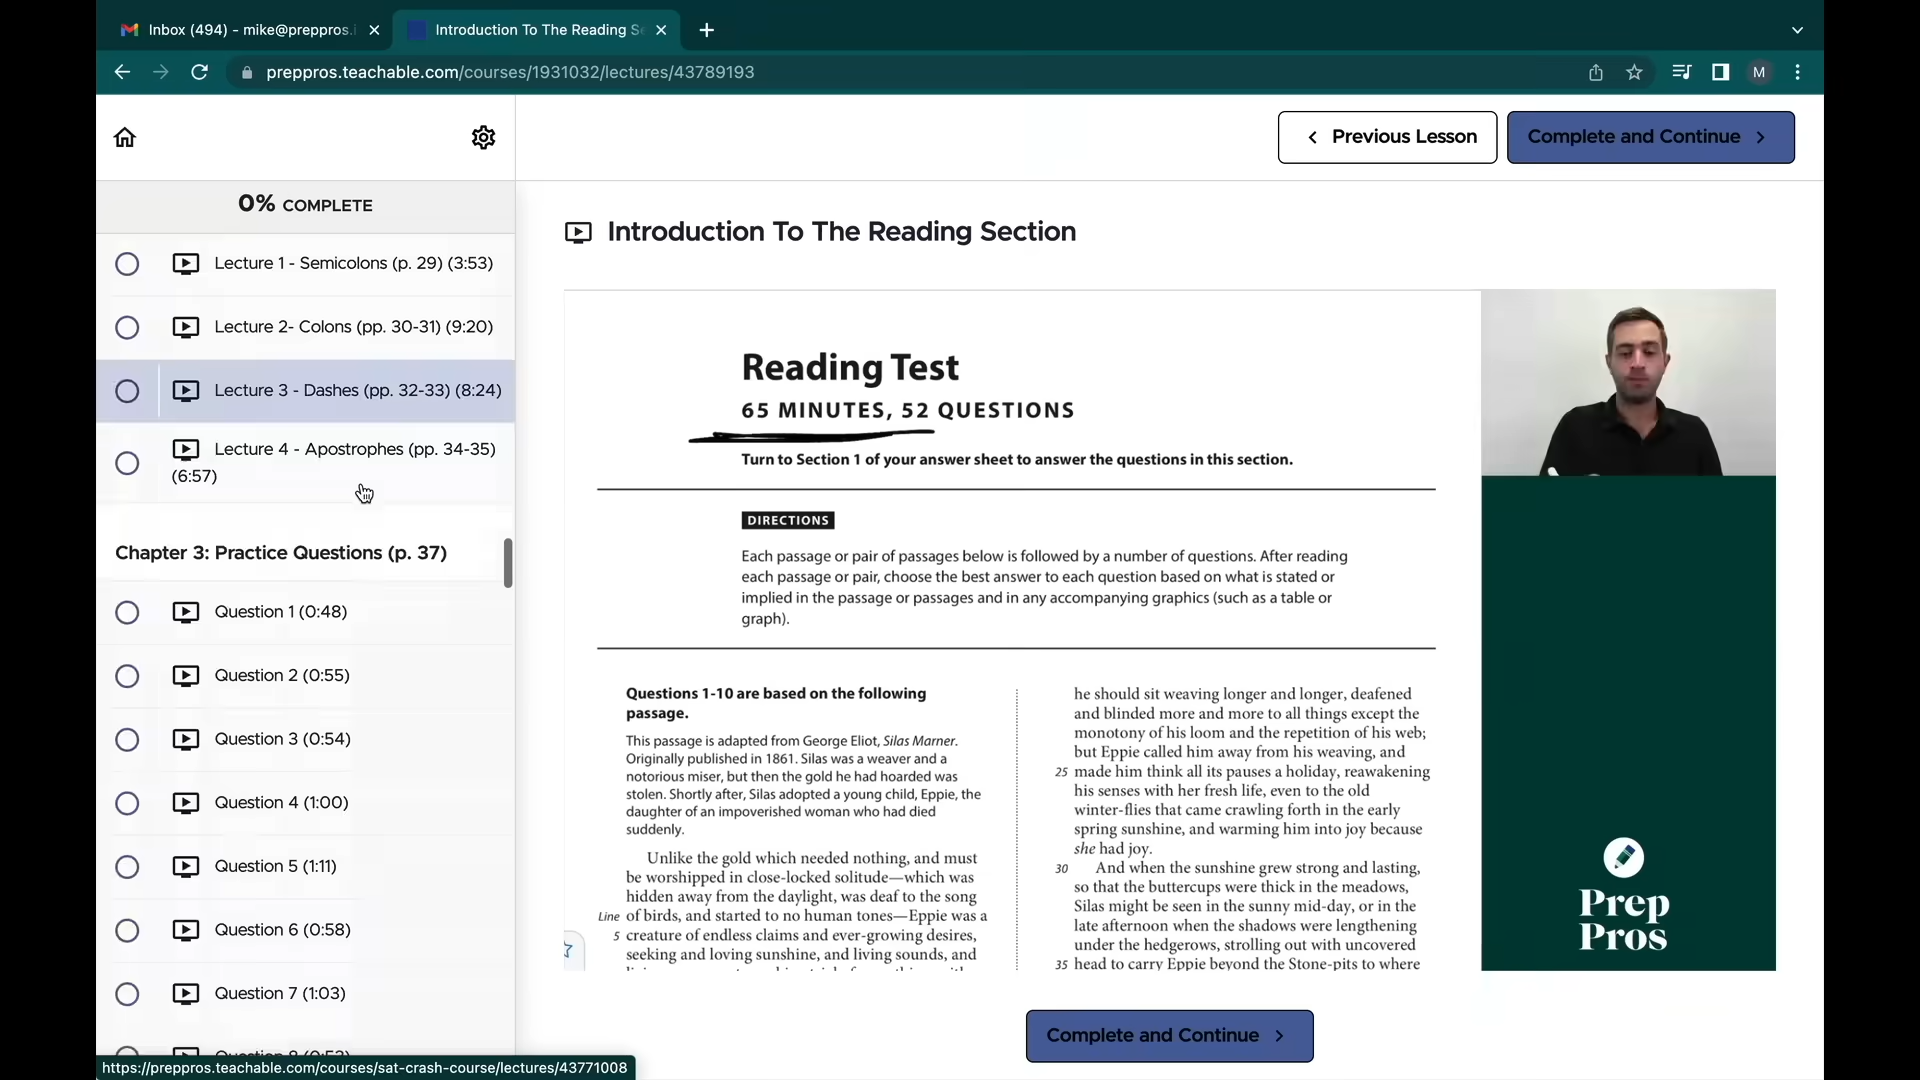 Inbox (494) - mike@preppros.
Introduction To The Reading Se
preppros.teachable.com/courses/1931032/lectures/43789193
M
Previous Lesson
Complete and Continue
0% COMPLETE
Lecture 1 - Semicolons (p. 29) (3:53)
Lecture 2- Colons (pp. 30-31) (9:20)
Lecture 3 - Dashes (pp. 32-33) (8:24)
Lecture 4 - Apostrophes (pp. 34-35)
(6:57)
Chapter 3: Practice Questions (p. 37)
Question 1 (0:48)
Question 2 (0:55)
Question 3 (0:54)
Question 4 (1:00)
Question 5 (1:11)
Question 6 (0:58)
Question 7 (1:03)
https://preppros.teachable.com/courses/sat-crash-course/lectures/43771008
Introduction To The Reading Section
Reading Test
65 MINUTES, 52 QUESTIONS
Turn to Section 1 of your answer sheet to answer the questions in this section.
DIRECTIONS
Each passage or pair of passages below is followed by a number of questions. After reading
each passage or pair, choose the best answer to each question based on what is stated or
implied in the passage or passages and in any accompanying graphics (such as a table or
graph).
Questions 1-10 are based on the following
passage.
This passage is adapted from George Eliot, Silas Marner.
Originally published in 1861. Silas was a weaver and a
notorious miser, but then the gold he had hoarded was
stolen. Shortly after, Silas adopted a young child, Eppie, the
daughter of an impoverished woman who had died
suddenly.
Unlike the gold which needed nothing, and must
be worshipped in close-locked solitude—which was
hidden away from the daylight, was deaf to the song
Line of birds, and started to no human tones—Eppie was a
5 creature of endless claims and ever-growing desires,
seeking and loving sunshine, and living sounds, and
he should sit weaving longer and longer, deafened
and blinded more and more to all things except the
monotony of his loom and the repetition of his web;
but Eppie called him away from his weaving, and
25 made him think all its pauses a holiday, reawakening
his senses with her fresh life, even to the old
winter-flies that came crawling forth in the early
spring sunshine, and warming him into joy because
she had joy.
30 And when the sunshine grew strong and lasting,
so that the buttercups were thick in the meadows,
Silas might be seen in the sunny mid-day, or in the
late afternoon when the shadows were lengthening
under the hedgerows, strolling out with uncovered
35 head to carry Eppie beyond the Stone-pits to where
Prep
Pros
Complete and Continue